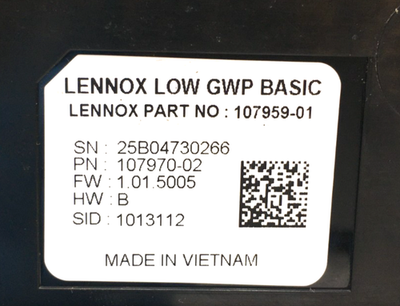 LENNOX LOW GWP BASIC
LENNOX PART NO : 107959-01
SN : 25B04730266
PN : 107970-02
FW : 1.01.5005
HW : B
SID : 1013112
MADE IN VIETNAM